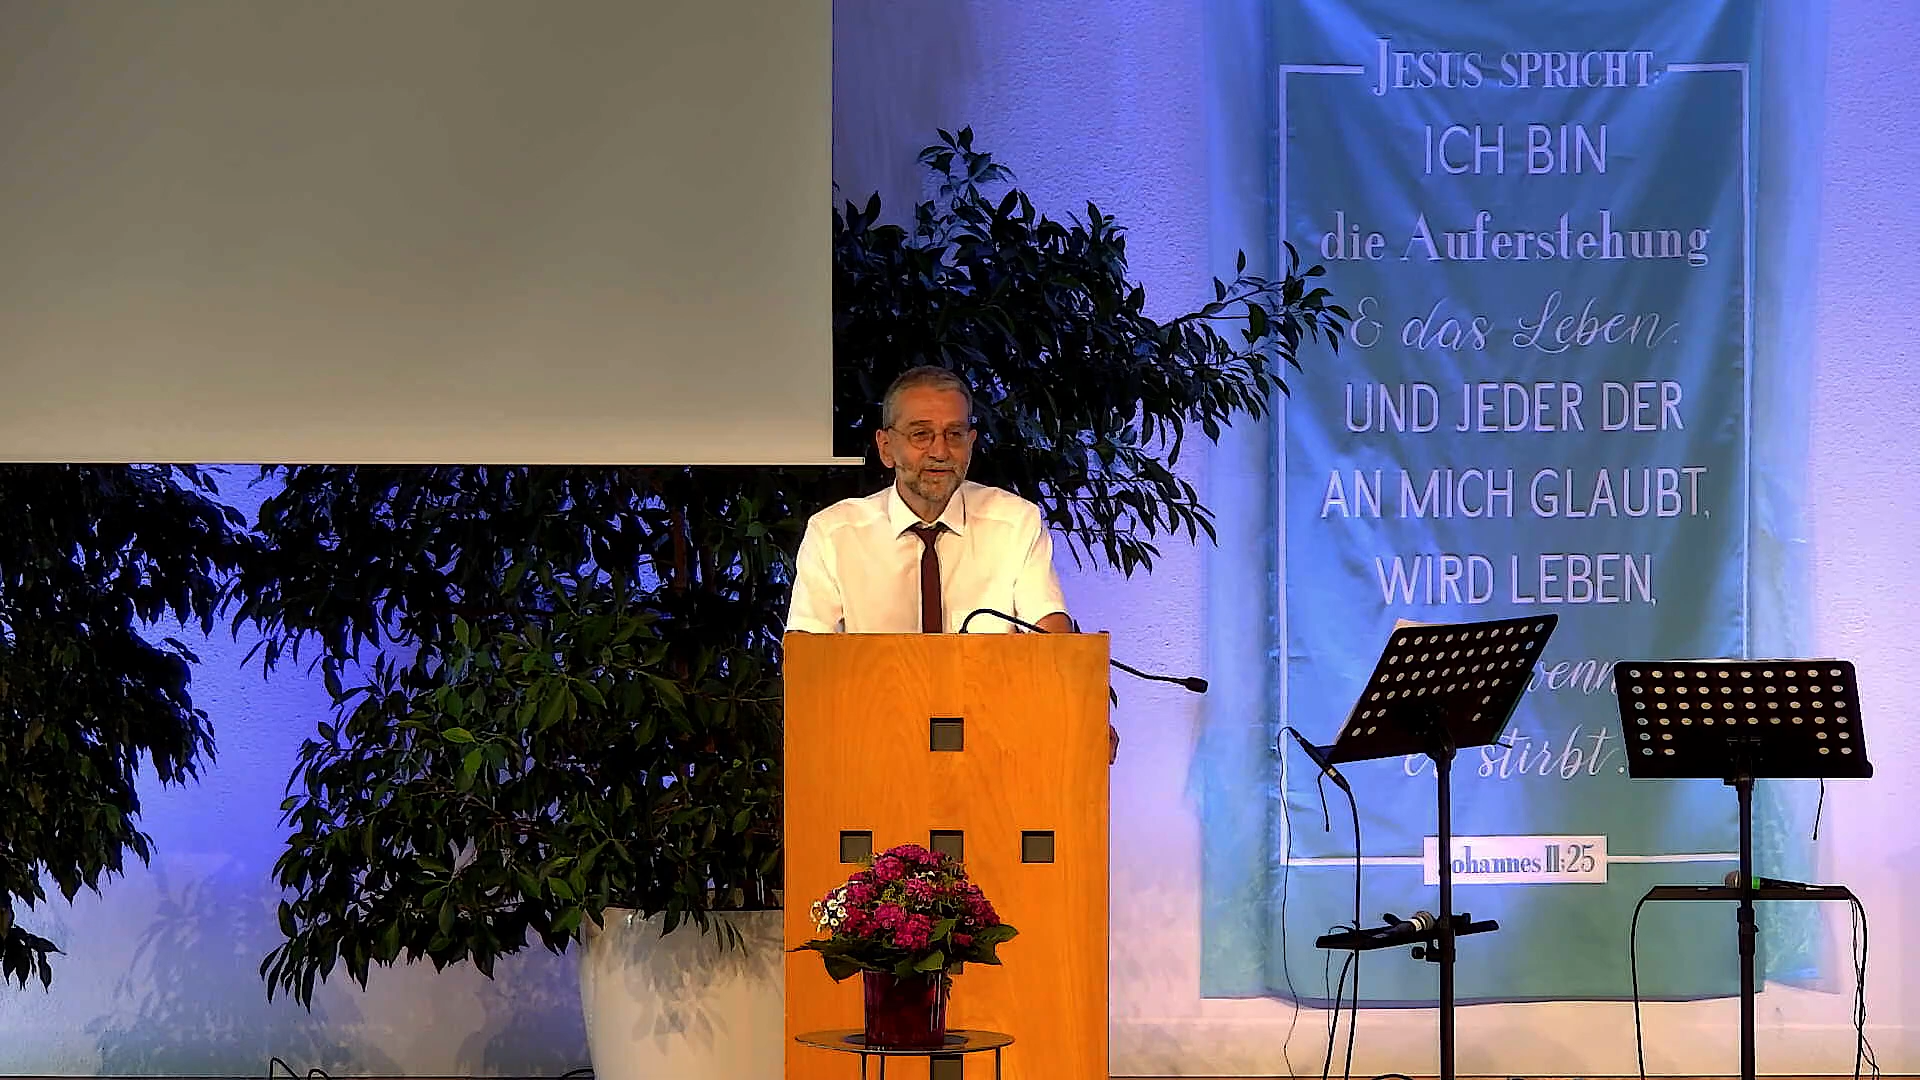 JESUS SPRICHT:
ICH BIN
die Auferstehung
& das Leben.
UND JEDER DER
AN MICH GLAUBT,
WIRD LEBEN,
wenn
stirbt.
Johannes 11:25